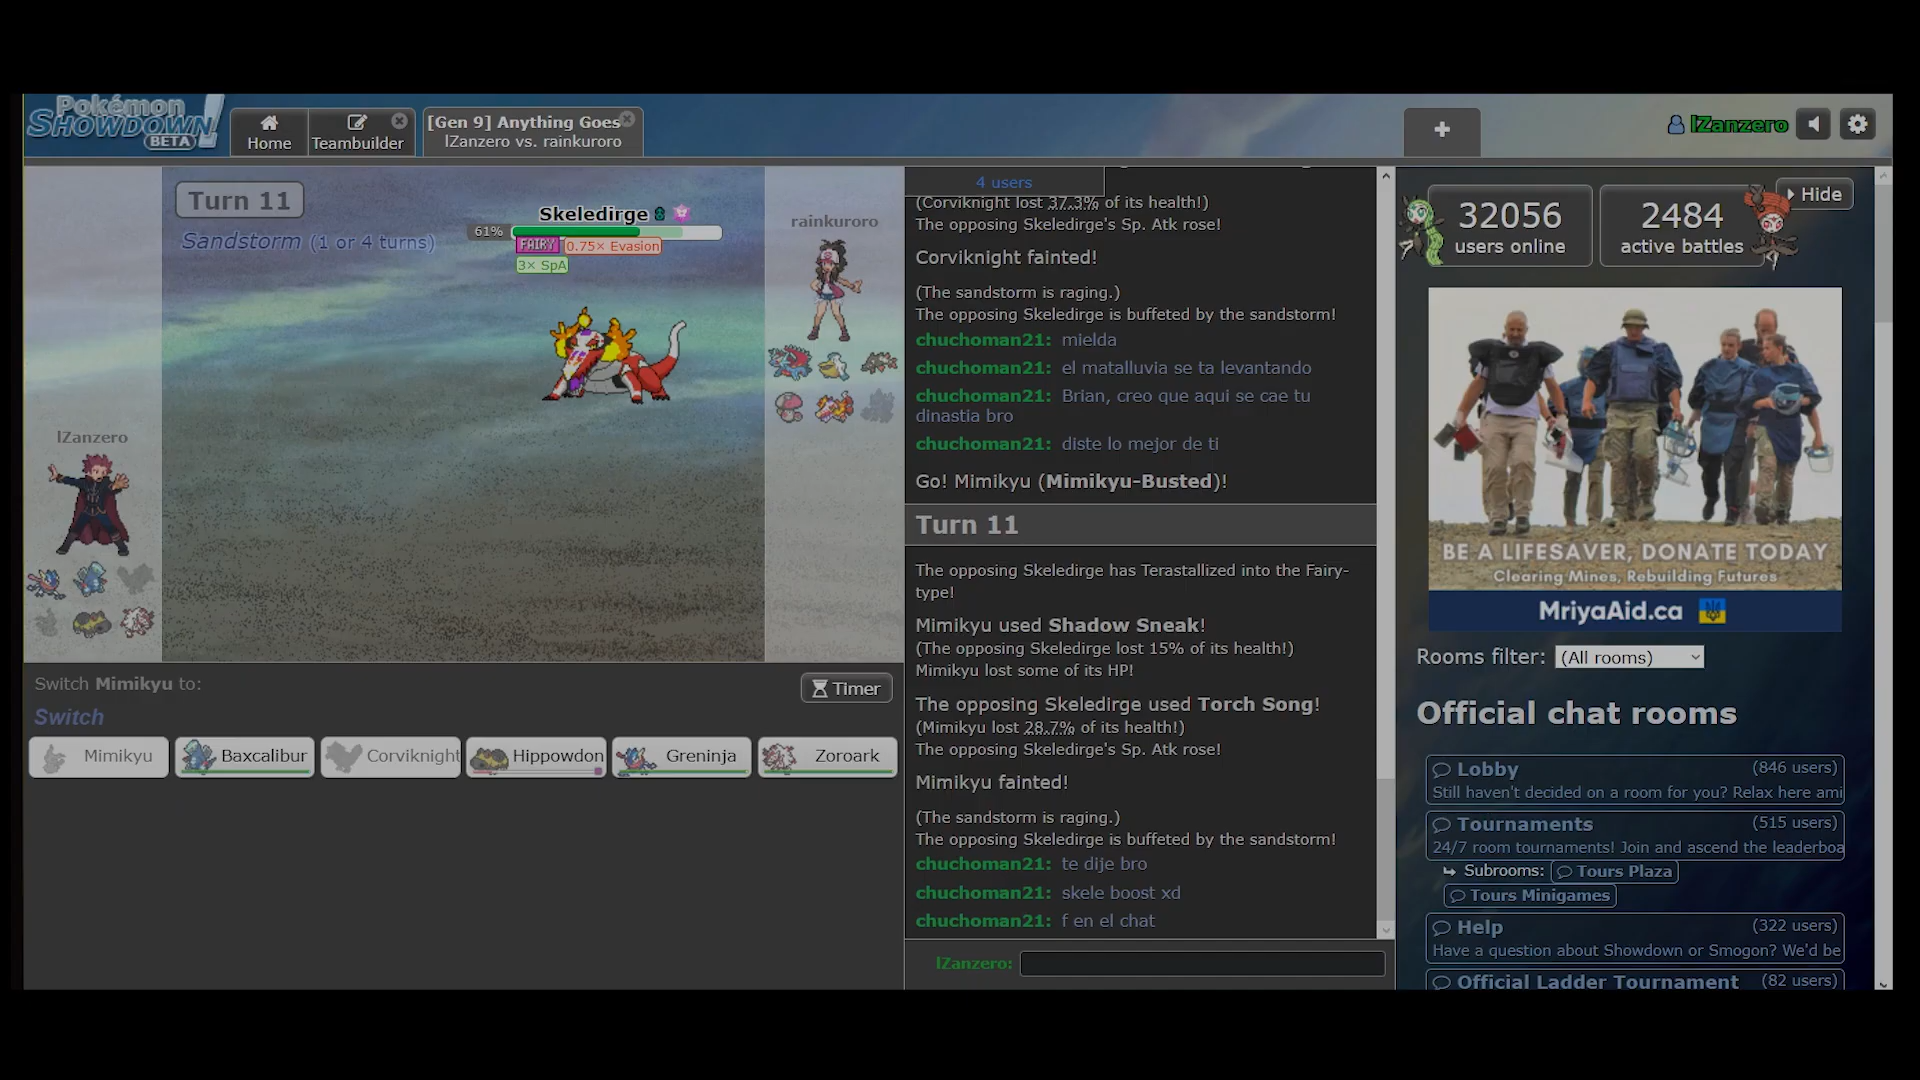 Pokémon
SHOWDOWN!
BETA
Home
Teambuilder
[Gen 9] Anything Goes
lZanzero vs. rainkuroro
+
lZanzero
Turn 11
Sandstorm (1 or 4 turns)
Skeledirge
61%
FAIRY 0.75× Evasion
3× SpA
rainkuroro
lZanzero
Switch Mimikyu to:
Timer
Switch
Mimikyu
Baxcalibur
Corviknight
Hippowdon
Greninja
Zoroark
4 users
(Corviknight lost 37.3% of its health!)
The opposing Skeledirge's Sp. Atk rose!
Corviknight fainted!
(The sandstorm is raging.)
The opposing Skeledirge is buffeted by the sandstorm!
chuchoman21: mielda
chuchoman21: el matalluvia se ta levantando
chuchoman21: Brian, creo que aqui se cae tu
dinastia bro
chuchoman21: diste lo mejor de ti
Go! Mimikyu (Mimikyu-Busted)!
Turn 11
The opposing Skeledirge has Terastallized into the Fairy-
type!
Mimikyu used Shadow Sneak!
(The opposing Skeledirge lost 15% of its health!)
Mimikyu lost some of its HP!
The opposing Skeledirge used Torch Song!
(Mimikyu lost 28.7% of its health!)
The opposing Skeledirge's Sp. Atk rose!
Mimikyu fainted!
(The sandstorm is raging.)
The opposing Skeledirge is buffeted by the sandstorm!
chuchoman21: te dije bro
chuchoman21: skele boost xd
chuchoman21: f en el chat
lZanzero:
Hide
32056
users online
2484
active battles
BE A LIFESAVER, DONATE TODAY
Clearing Mines, Rebuilding Futures
MriyaAid.ca
Rooms filter: (All rooms)
Official chat rooms
Lobby (846 users)
Still haven't decided on a room for you? Relax here ami
Tournaments (515 users)
24/7 room tournaments! Join and ascend the leaderboa
Subrooms: Tours Plaza
Tours Minigames
Help (322 users)
Have a question about Showdown or Smogon? We'd be
Official Ladder Tournament (82 users)